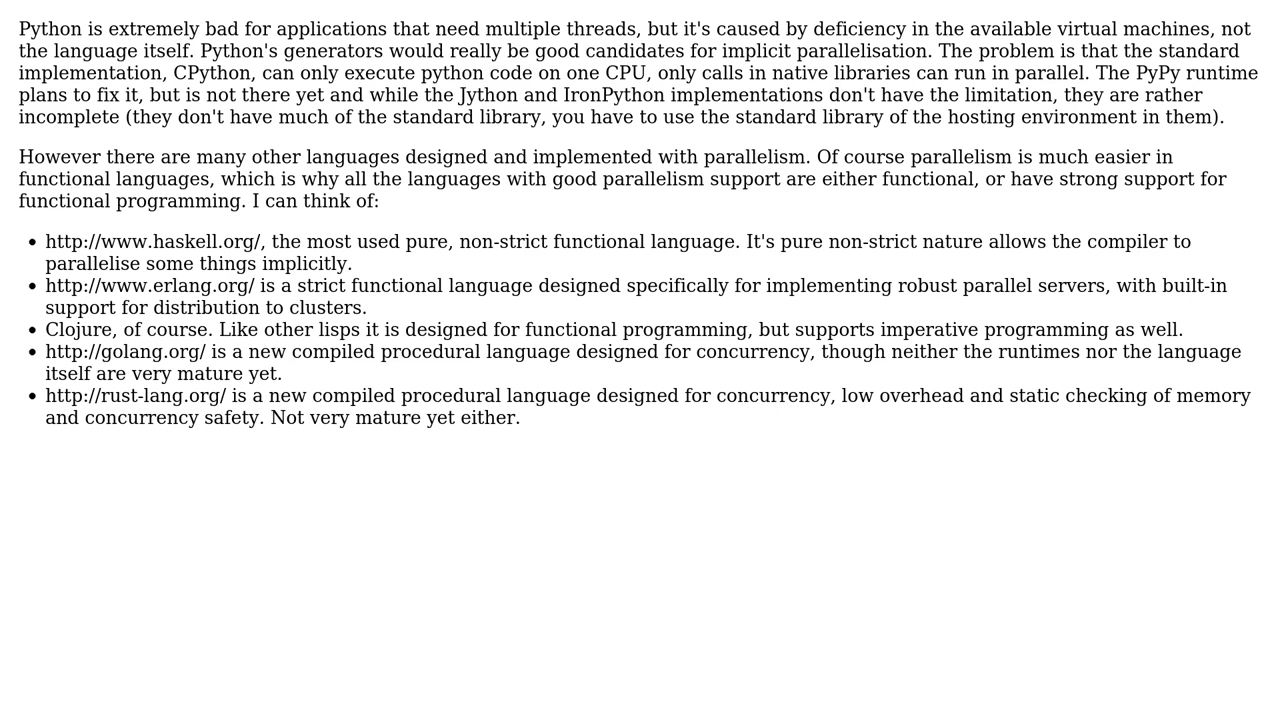 Python is extremely bad for applications that need multiple threads, but it's caused by deficiency in the available virtual machines, not
the language itself. Python's generators would really be good candidates for implicit parallelisation. The problem is that the standard
implementation, CPython, can only execute python code on one CPU, only calls in native libraries can run in parallel. The PyPy runtime
plans to fix it, but is not there yet and while the Jython and IronPython implementations don't have the limitation, they are rather
incomplete (they don't have much of the standard library, you have to use the standard library of the hosting environment in them).
However there are many other languages designed and implemented with parallelism. Of course parallelism is much easier in
functional languages, which is why all the languages with good parallelism support are either functional, or have strong support for
functional programming. I can think of:
• http://www.haskell.org/, the most used pure, non-strict functional language. It's pure non-strict nature allows the compiler to
parallelise some things implicitly.
• http://www.erlang.org/ is a strict functional language designed specifically for implementing robust parallel servers, with built-in
support for distribution to clusters.
• Clojure, of course. Like other lisps it is designed for functional programming, but supports imperative programming as well.
• http://golang.org/ is a new compiled procedural language designed for concurrency, though neither the runtimes nor the language
itself are very mature yet.
• http://rust-lang.org/ is a new compiled procedural language designed for concurrency, low overhead and static checking of memory
and concurrency safety. Not very mature yet either.